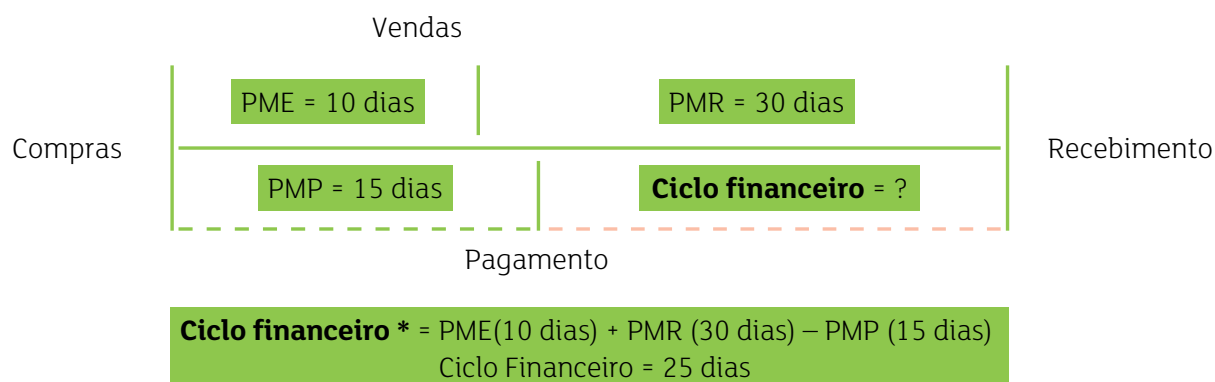 Vendas
PME = 10 dias
PMR = 30 dias
Compras
Recebimento
PMP = 15 dias
Ciclo financeiro = ?
Pagamento
Ciclo financeiro * = PME(10 dias) + PMR (30 dias) – PMP (15 dias)
Ciclo Financeiro = 25 dias